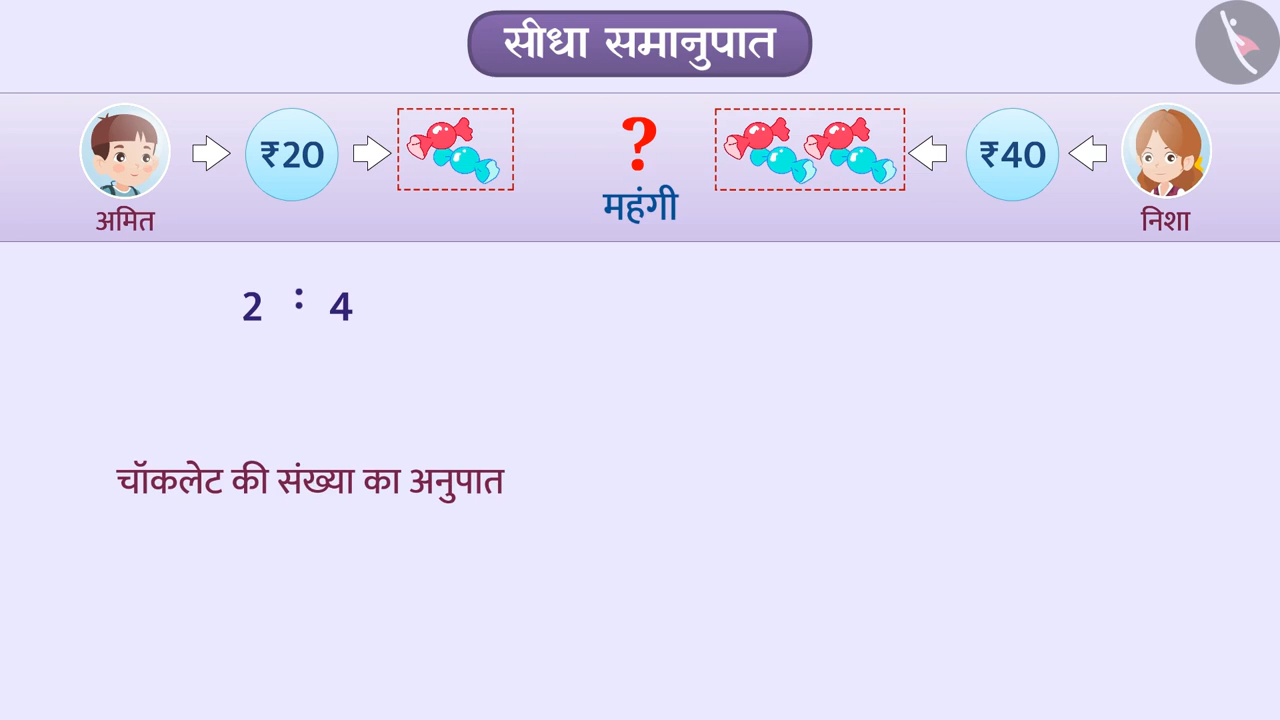 सीधा समानुपात
₹20
?
₹40
महंगी
अमित
निशा
2 : 4
चॉकलेट की संख्या का अनुपात